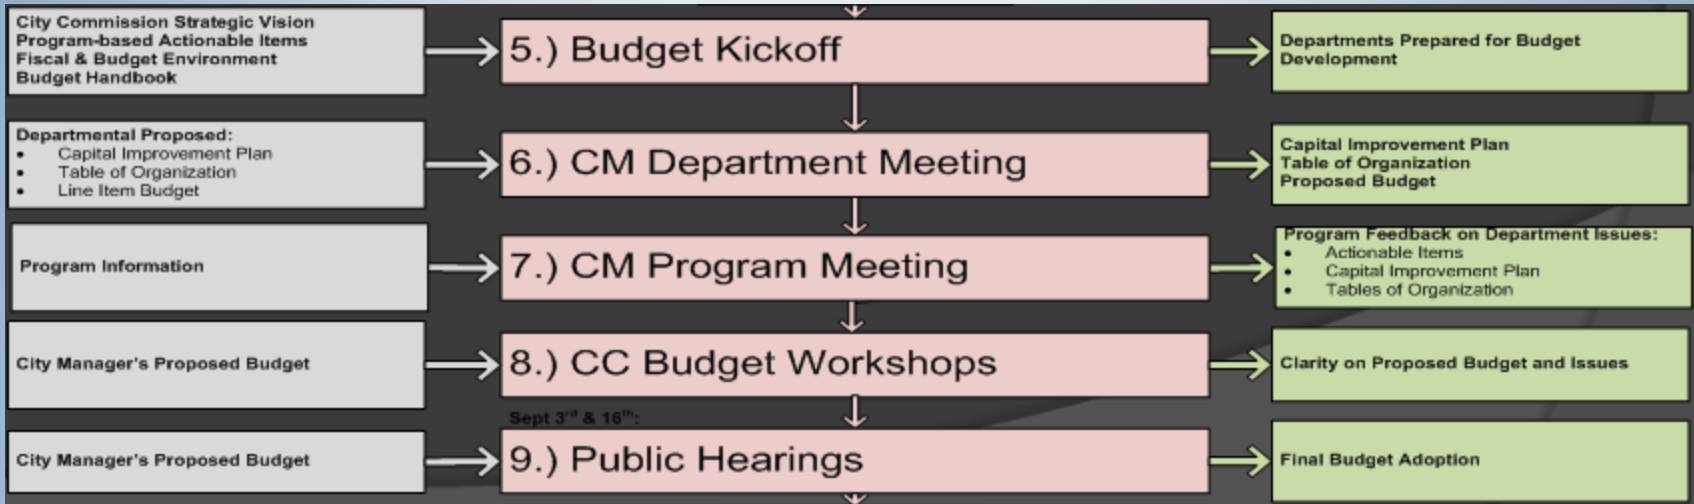 City Commission Strategic Vision
Program-based Actionable Items
Fiscal & Budget Environment
Budget Handbook
5.) Budget Kickoff
Departments Prepared for Budget
Development
Departmental Proposed:
• Capital Improvement Plan
• Table of Organization
• Line Item Budget
6.) CM Department Meeting
Capital Improvement Plan
Table of Organization
Proposed Budget
Program Information
7.) CM Program Meeting
Program Feedback on Department Issues:
• Actionable Items
• Capital Improvement Plan
• Tables of Organization
City Manager's Proposed Budget
8.) CC Budget Workshops
Clarity on Proposed Budget and Issues
Sept 3rd & 16th:
City Manager's Proposed Budget
9.) Public Hearings
Final Budget Adoption